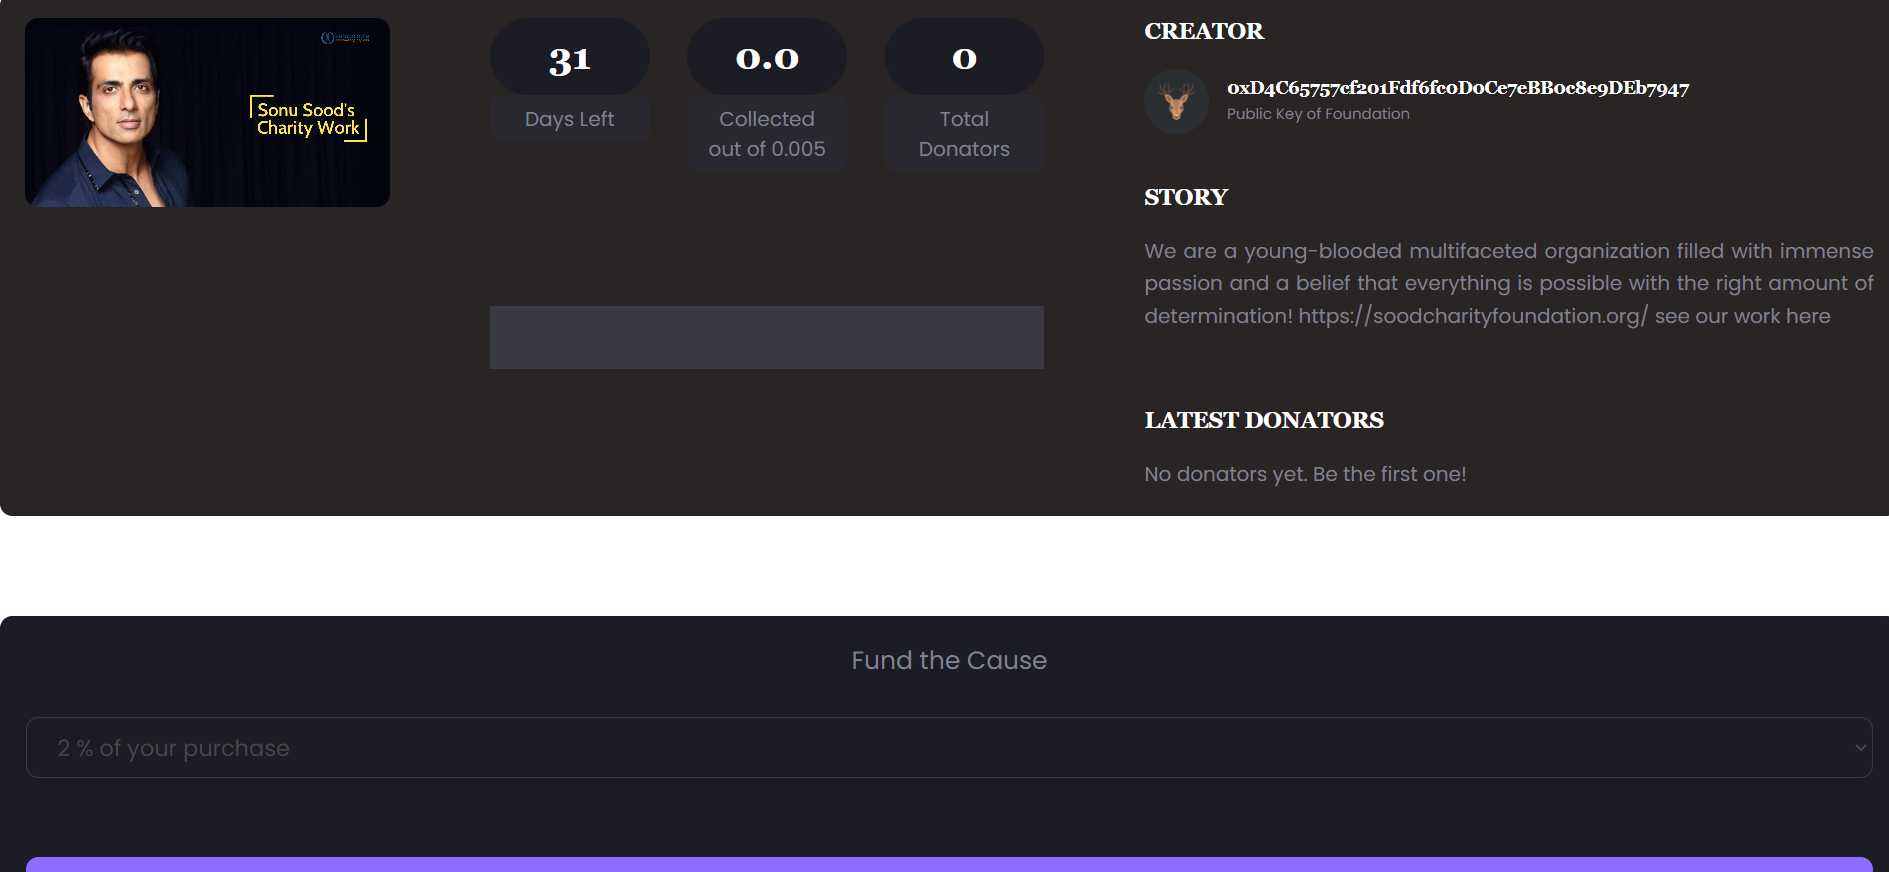 Sonu Sood's
Charity Work
31
Days Left
0.0
Collected
out of 0.005
0
Total
Donators
CREATOR
0xD4C65757cf201Fdf6fc0D0Ce7eBB0c8e9DEb7947
Public Key of Foundation
STORY
We are a young-blooded multifaceted organization filled with immense
passion and a belief that everything is possible with the right amount of
determination! https://soodcharityfoundation.org/ see our work here
LATEST DONATORS
No donators yet. Be the first one!
Fund the Cause
2 % of your purchase